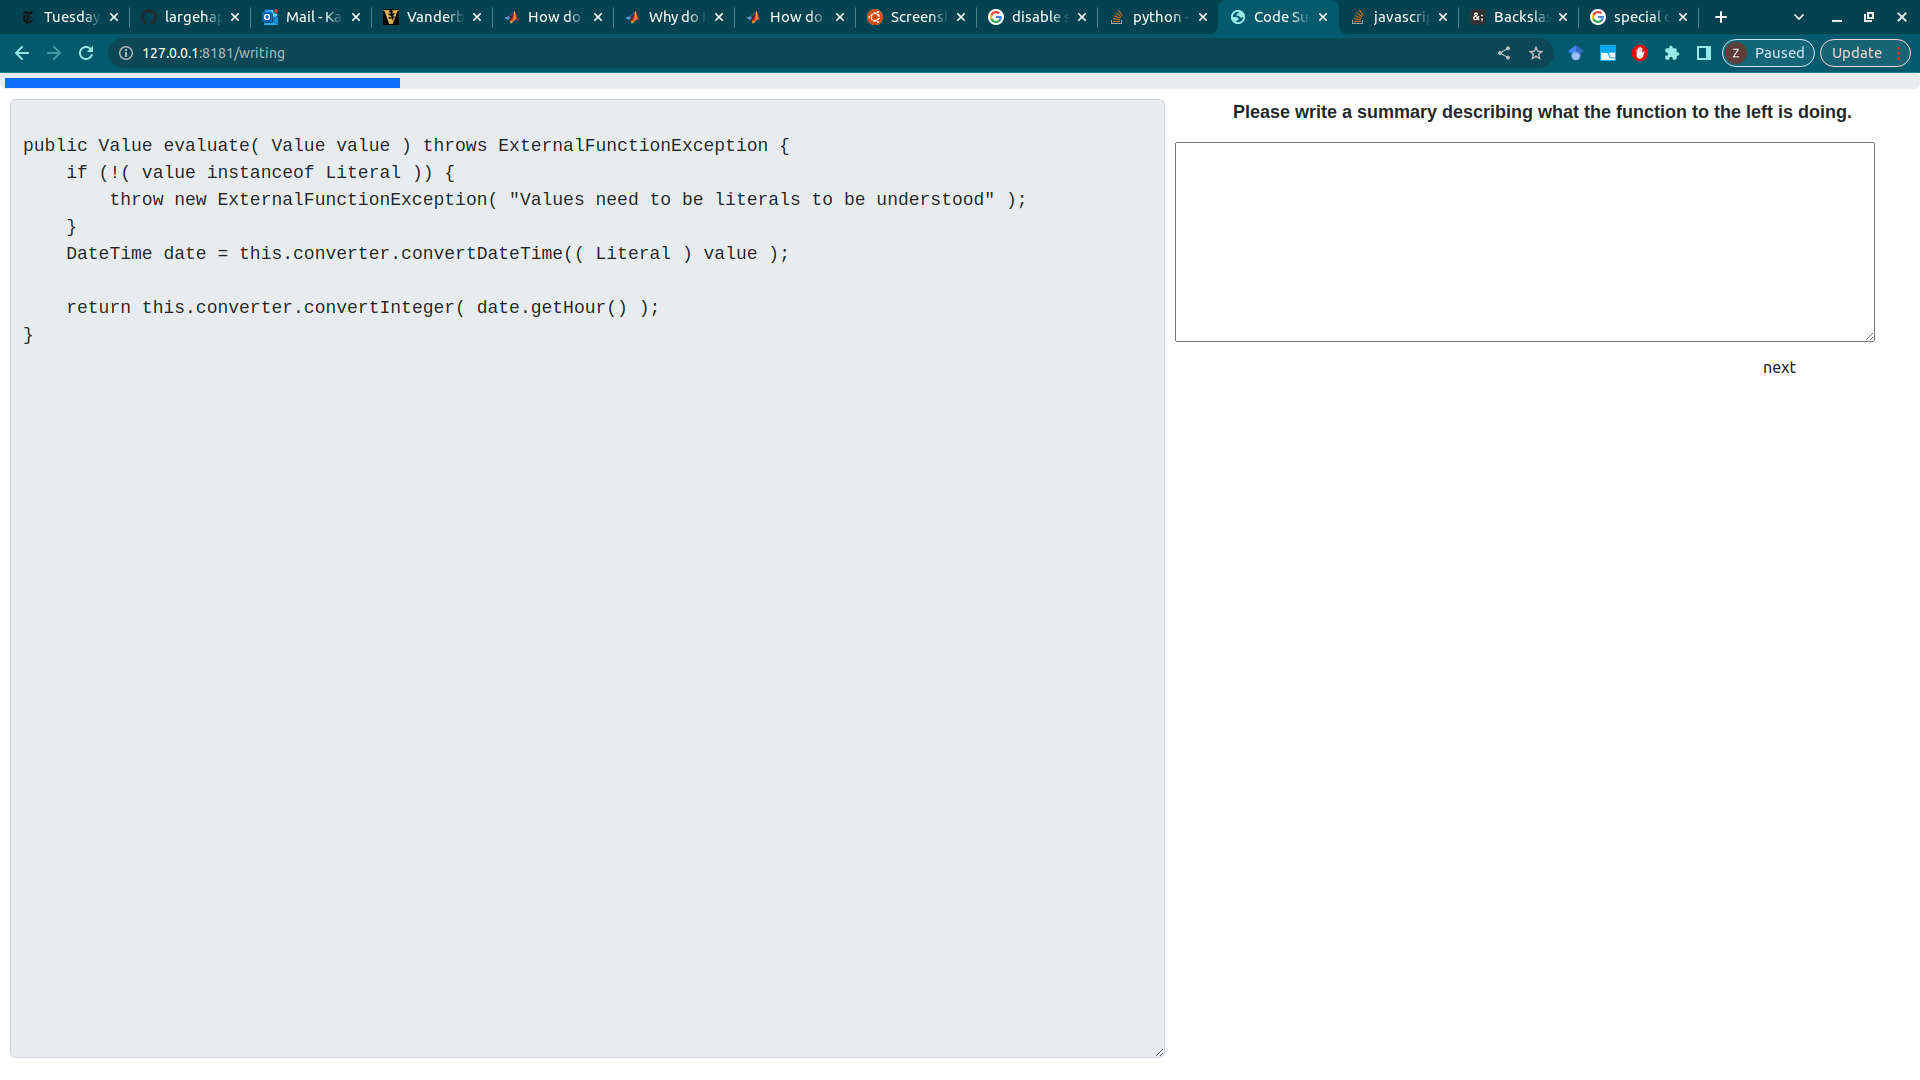 Tuesday
largehap
Mail - Ka
Vanderb
How do
Why do
How do
Screensh
disable s
python -
Code Su
javascrip
Backslas
special c
127.0.0.1:8181/writing
Z Paused
Update
public Value evaluate( Value value ) throws ExternalFunctionException {
    if (!( value instanceof Literal )) {
        throw new ExternalFunctionException( "Values need to be literals to be understood" );
    }
    DateTime date = this.converter.convertDateTime(( Literal ) value );
    return this.converter.convertInteger( date.getHour() );
}
Please write a summary describing what the function to the left is doing.
next